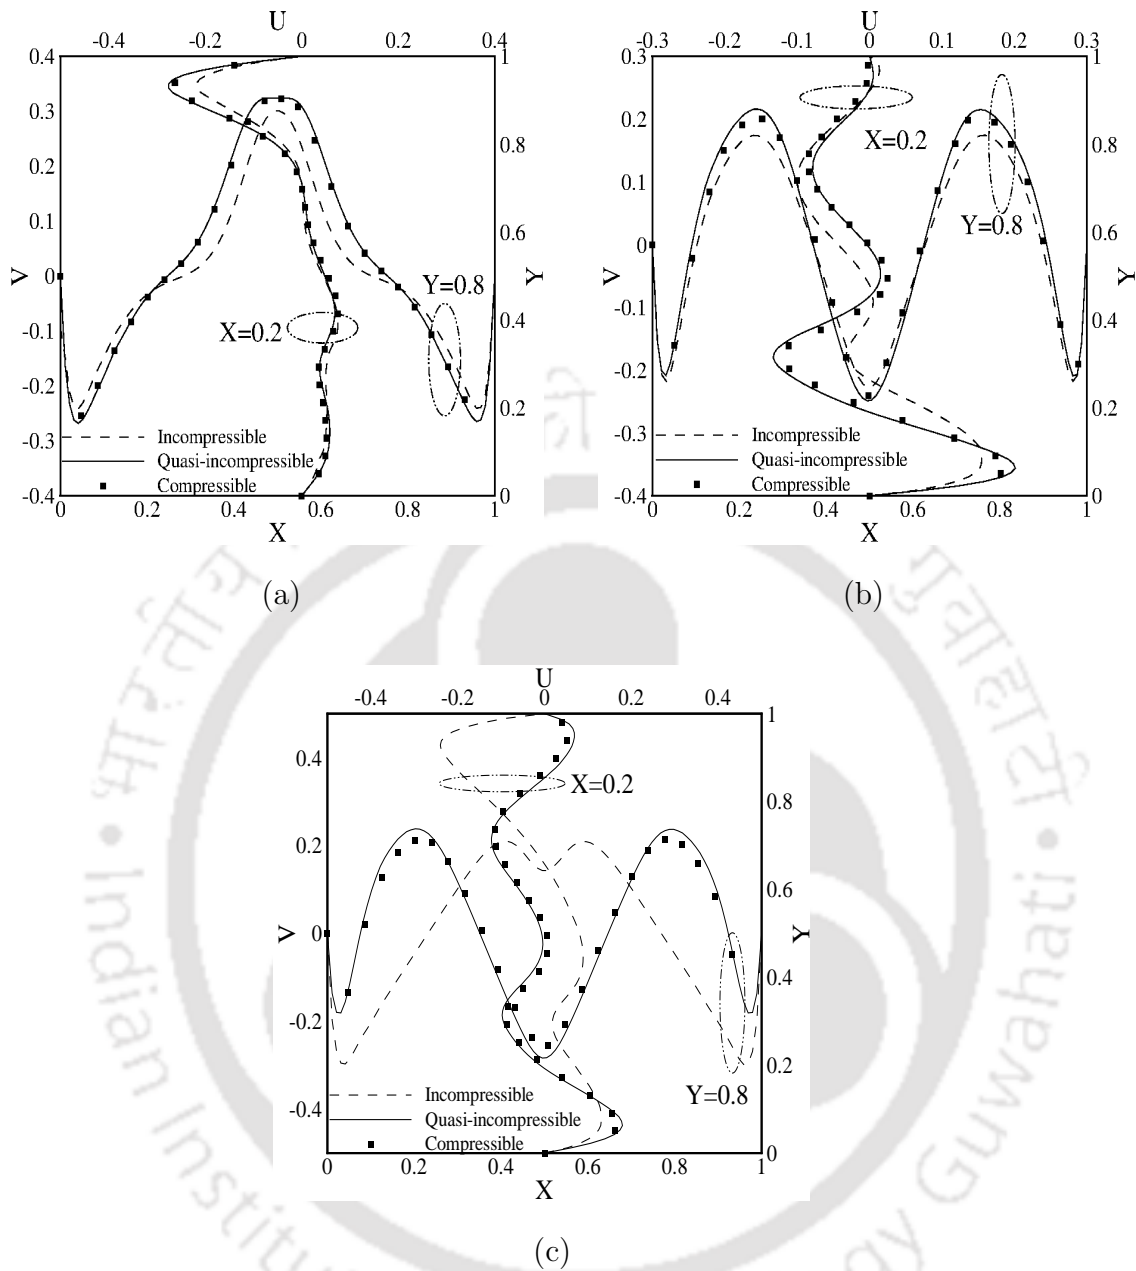 U
-0.4 -0.2 0 0.2 0.4
0.4 0.3 0.2 0.1 0 -0.1 -0.2 -0.3 -0.4
V
1 0.8 0.6 0.4 0.2 0
Y
X=0.2
Y=0.8
Incompressible
Quasi-incompressible
Compressible
0 0.2 0.4 0.6 0.8 1
X
(a)
U
-0.3 -0.2 -0.1 0 0.1 0.2 0.3
0.3 0.2 0.1 0 -0.1 -0.2 -0.3 -0.4
V
1 0.8 0.6 0.4 0.2 0
Y
X=0.2
Y=0.8
Incompressible
Quasi-incompressible
Compressible
0 0.2 0.4 0.6 0.8 1
X
(b)
U
-0.4 -0.2 0 0.2 0.4
0.4 0.2 0 -0.2 -0.4
V
1 0.8 0.6 0.4 0.2 0
Y
X=0.2
Y=0.8
Incompressible
Quasi-incompressible
Compressible
0 0.2 0.4 0.6 0.8 1
X
(c)
Indian Institu
gy Guwahati
गुवाहाटी